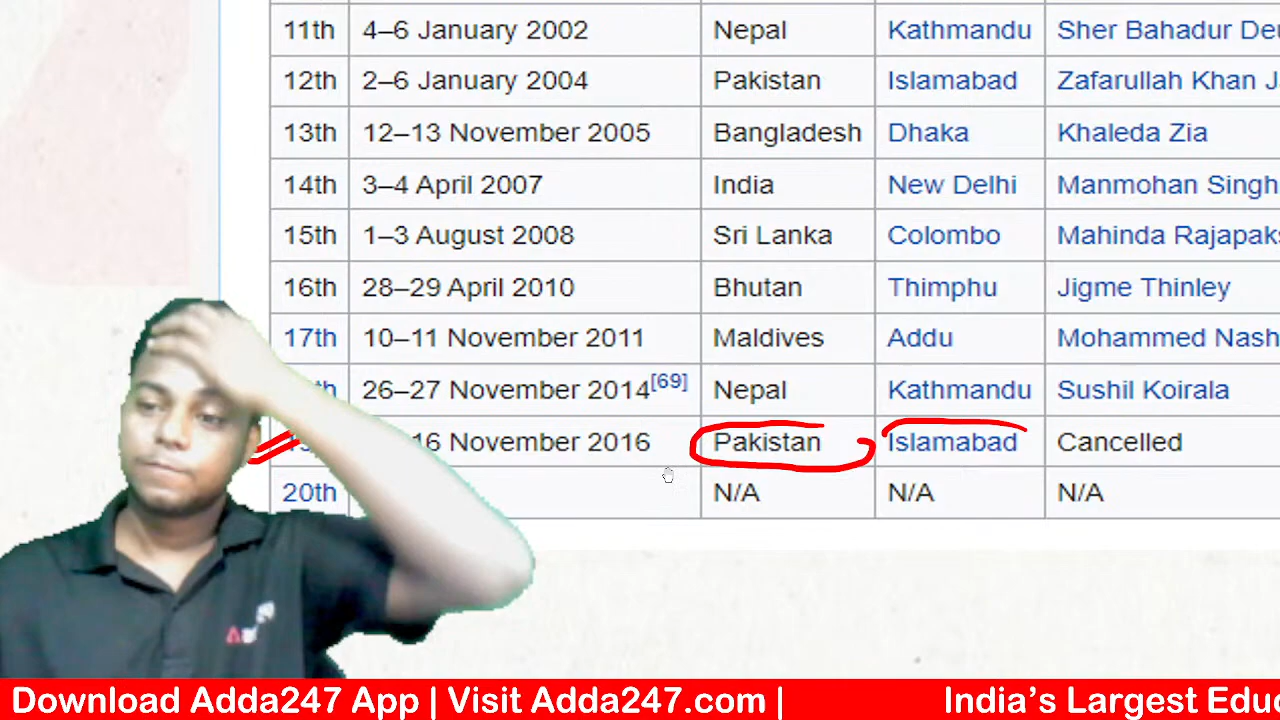 11th 4–6 January 2002 Nepal Kathmandu Sher Bahadur
12th 2–6 January 2004 Pakistan Islamabad Zafarullah Khan
13th 12–13 November 2005 Bangladesh Dhaka Khaleda Zia
14th 3–4 April 2007 India New Delhi Manmohan Singh
15th 1–3 August 2008 Sri Lanka Colombo Mahinda
16th 28–29 April 2010 Bhutan Thimphu Jigme Thinley
17th 10–11 November 2011 Maldives Addu Mohammed
26–27 November 2014[69] Nepal Kathmandu Sushil Koirala
16 November 2016 Pakistan Islamabad Cancelled
20th N/A N/A N/A
Download Adda247 App | Visit Adda247.com | India's Largest